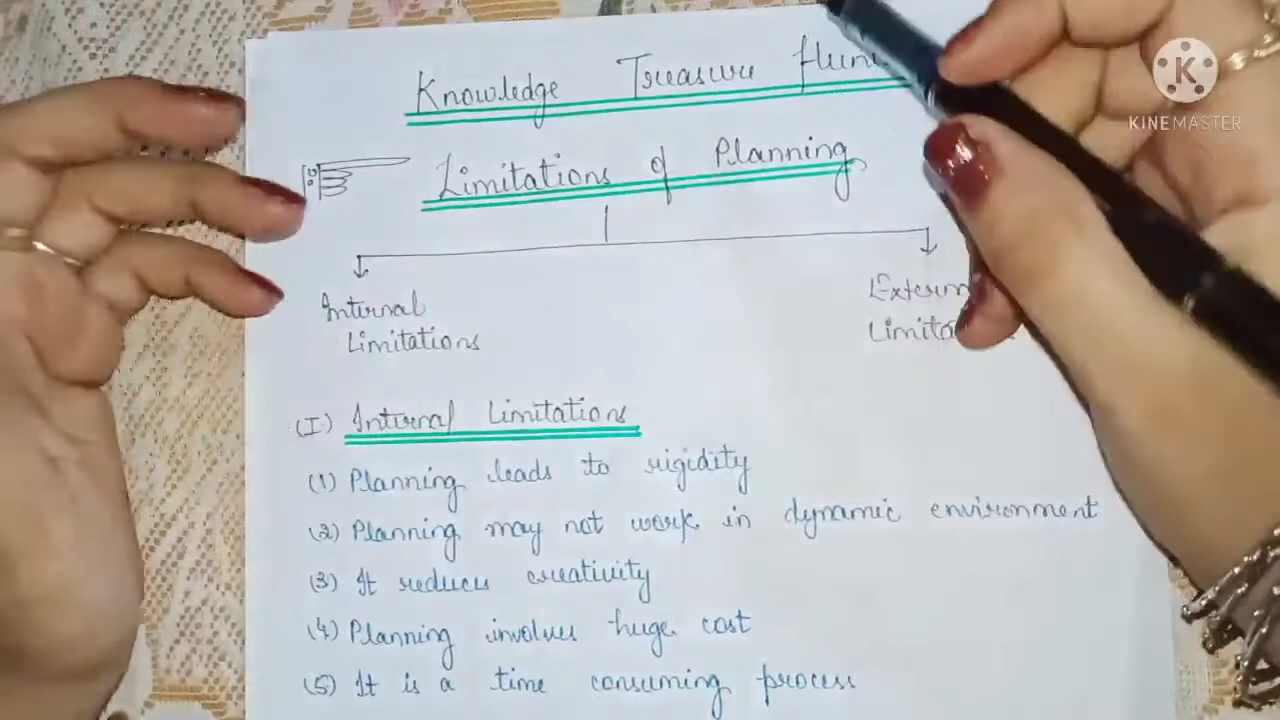 Knowledge Treasure
Limitations of Planning
Internal
Limitations
(I) Internal Limitations
(1) Planning leads to rigidity
(2) Planning may not work in dynamic environment
(3) It reduces creativity
(4) Planning involves huge cost
(5) It is a time consuming process
K
KINEMASTER